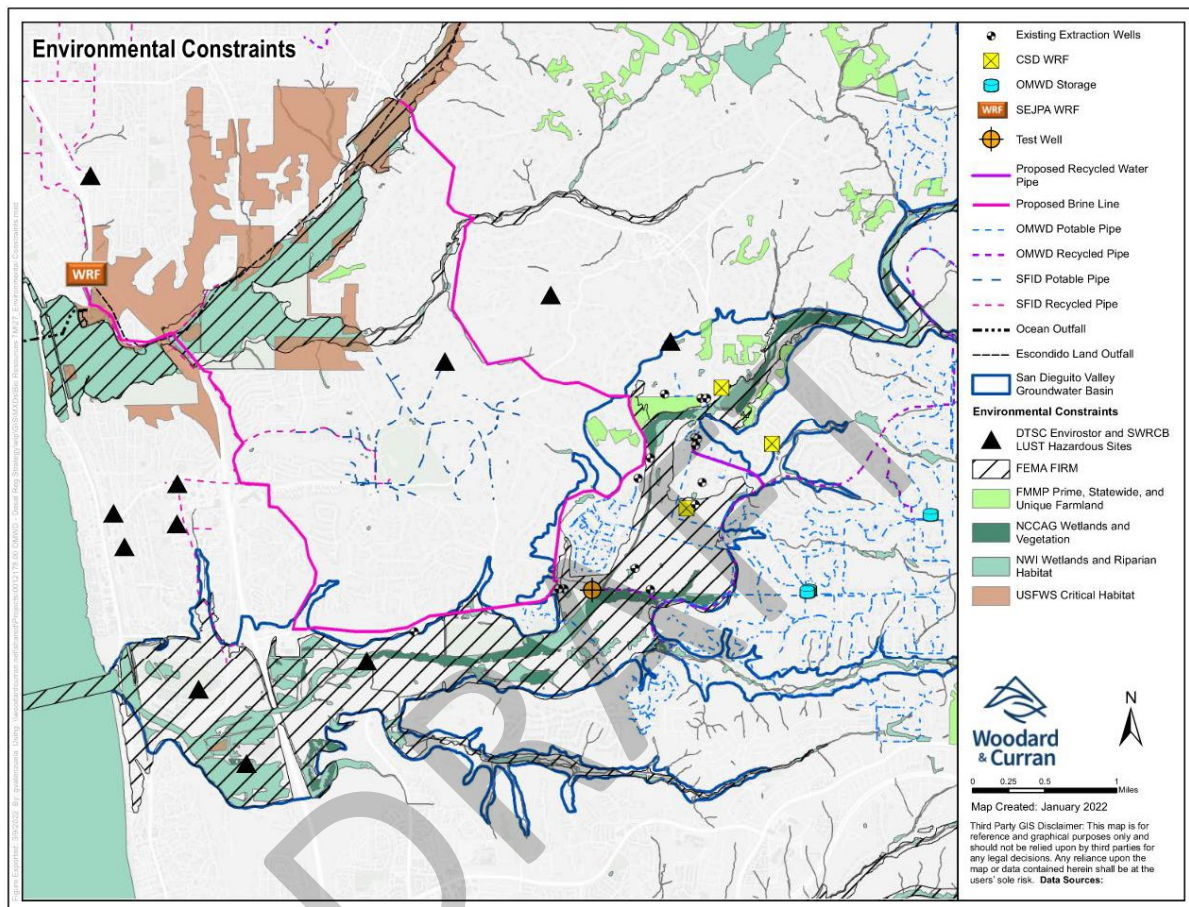 Environmental Constraints
WRF
DRAFT
Existing Extraction Wells
CSD WRF
OMWD Storage
WRF
SEJPA WRF
Test Well
Proposed Recycled Water
Pipe
Proposed Brine Line
OMWD Potable Pipe
OMWD Recycled Pipe
SFID Potable Pipe
SFID Recycled Pipe
Ocean Outfall
Escondido Land Outfall
San Dieguito Valley
Groundwater Basin
Environmental Constraints
DTSC Envirostor and SWRCB
LUST Hazardous Sites
FEMA FIRM
FMMP Prime, Statewide, and
Unique Farmland
NCCAG Wetlands and
Vegetation
NWI Wetlands and Riparian
Habitat
USFWS Critical Habitat
Woodard
& Curran
N
0 0.25 0.5 1
Miles
Map Created: January 2022
Third Party GIS Disclaimer: This map is for
reference and graphical purposes only and
should not be relied upon by third parties for
any legal decisions. Any reliance upon the
map or data contained herein shall be at the
users' sole risk. Data Sources: